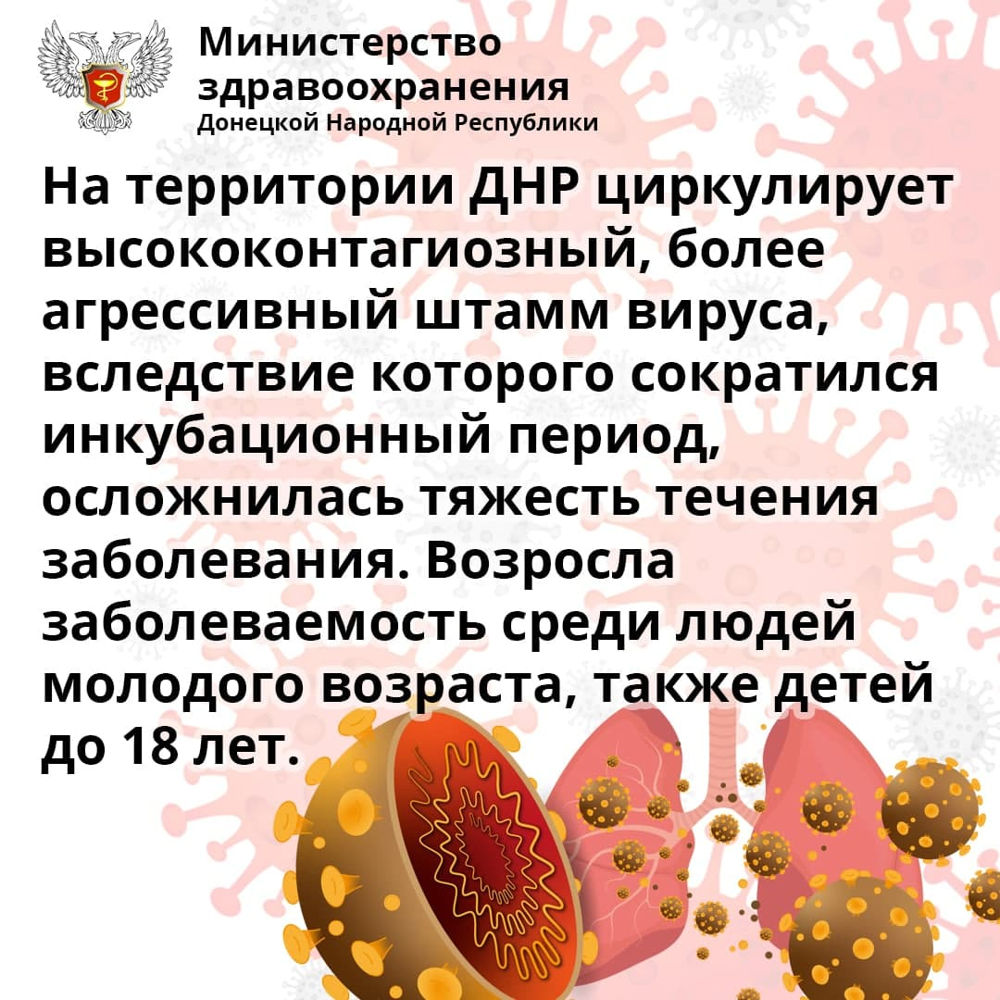 Министерство
здравоохранения
Донецкой Народной Республики
На территории ДНР циркулирует
высококонтагиозный, более
агрессивный штамм вируса,
вследствие которого сократился
инкубационный период,
осложнилась тяжесть течения
заболевания. Возросла
заболеваемость среди людей
молодого возраста, также детей
до 18 лет.